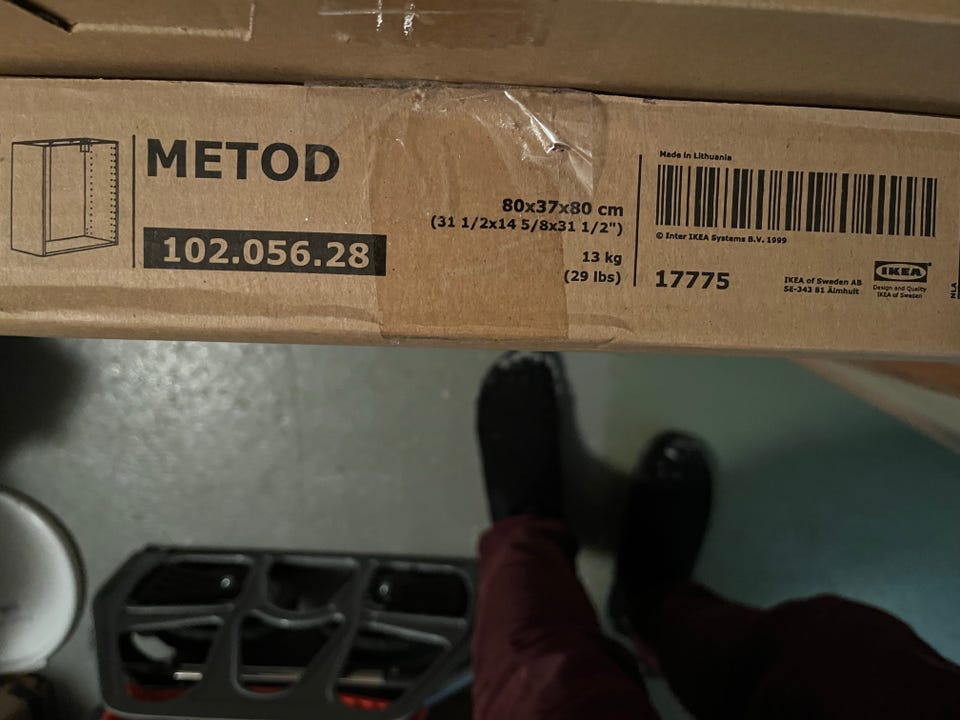 METOD
102.056.28
80x37x80 cm
(31 1/2x14 5/8x31 1/2")
13 kg
(29 lbs)
Made in Lithuania
© Inter IKEA Systems B.V. 1999
17775
IKEA of Sweden AB
SE-343 81 Älmhult
IKEA
Design and Quality
IKEA of Sweden
NLA